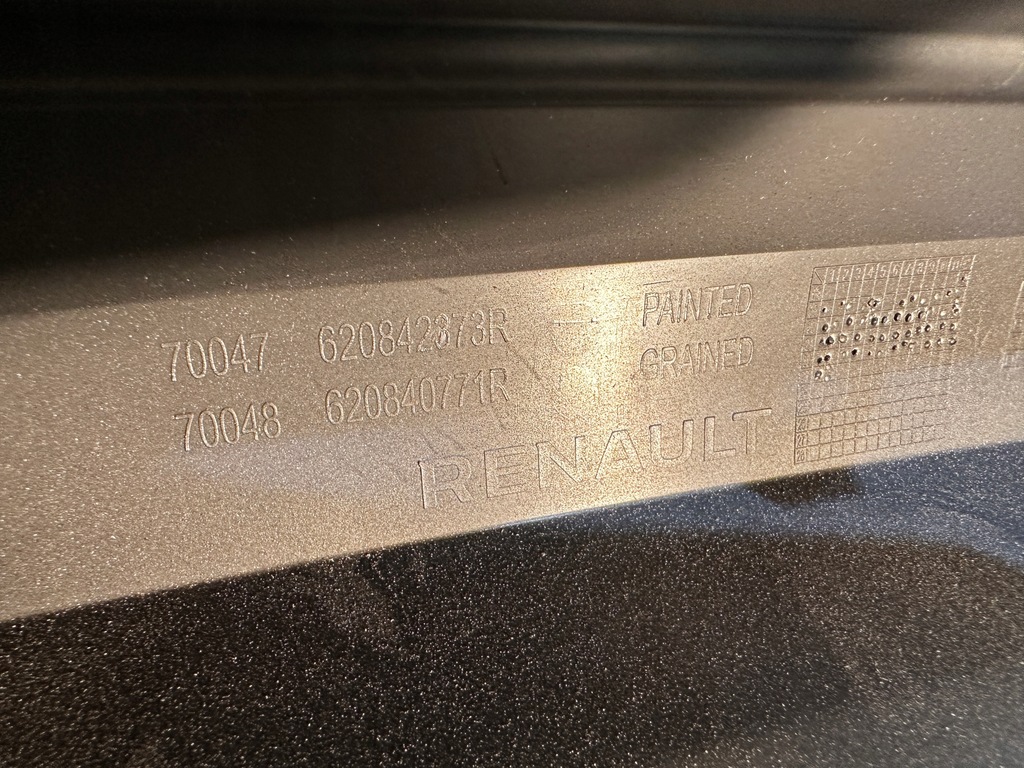 70047 620842873R PAINTED
70048 620840771R GRAINED
RENAULT